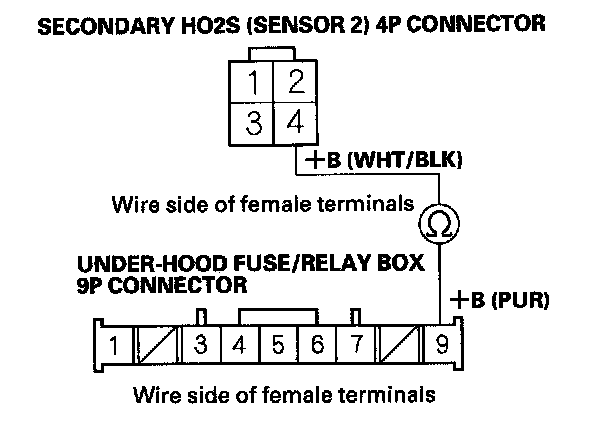 SECONDARY HO2S (SENSOR 2) 4P CONNECTOR
1 2
3 4
+B (WHT/BLK)
Wire side of female terminals
Ω
UNDER-HOOD FUSE/RELAY BOX
9P CONNECTOR
+B (PUR)
1 3 4 5 6 7 9
Wire side of female terminals